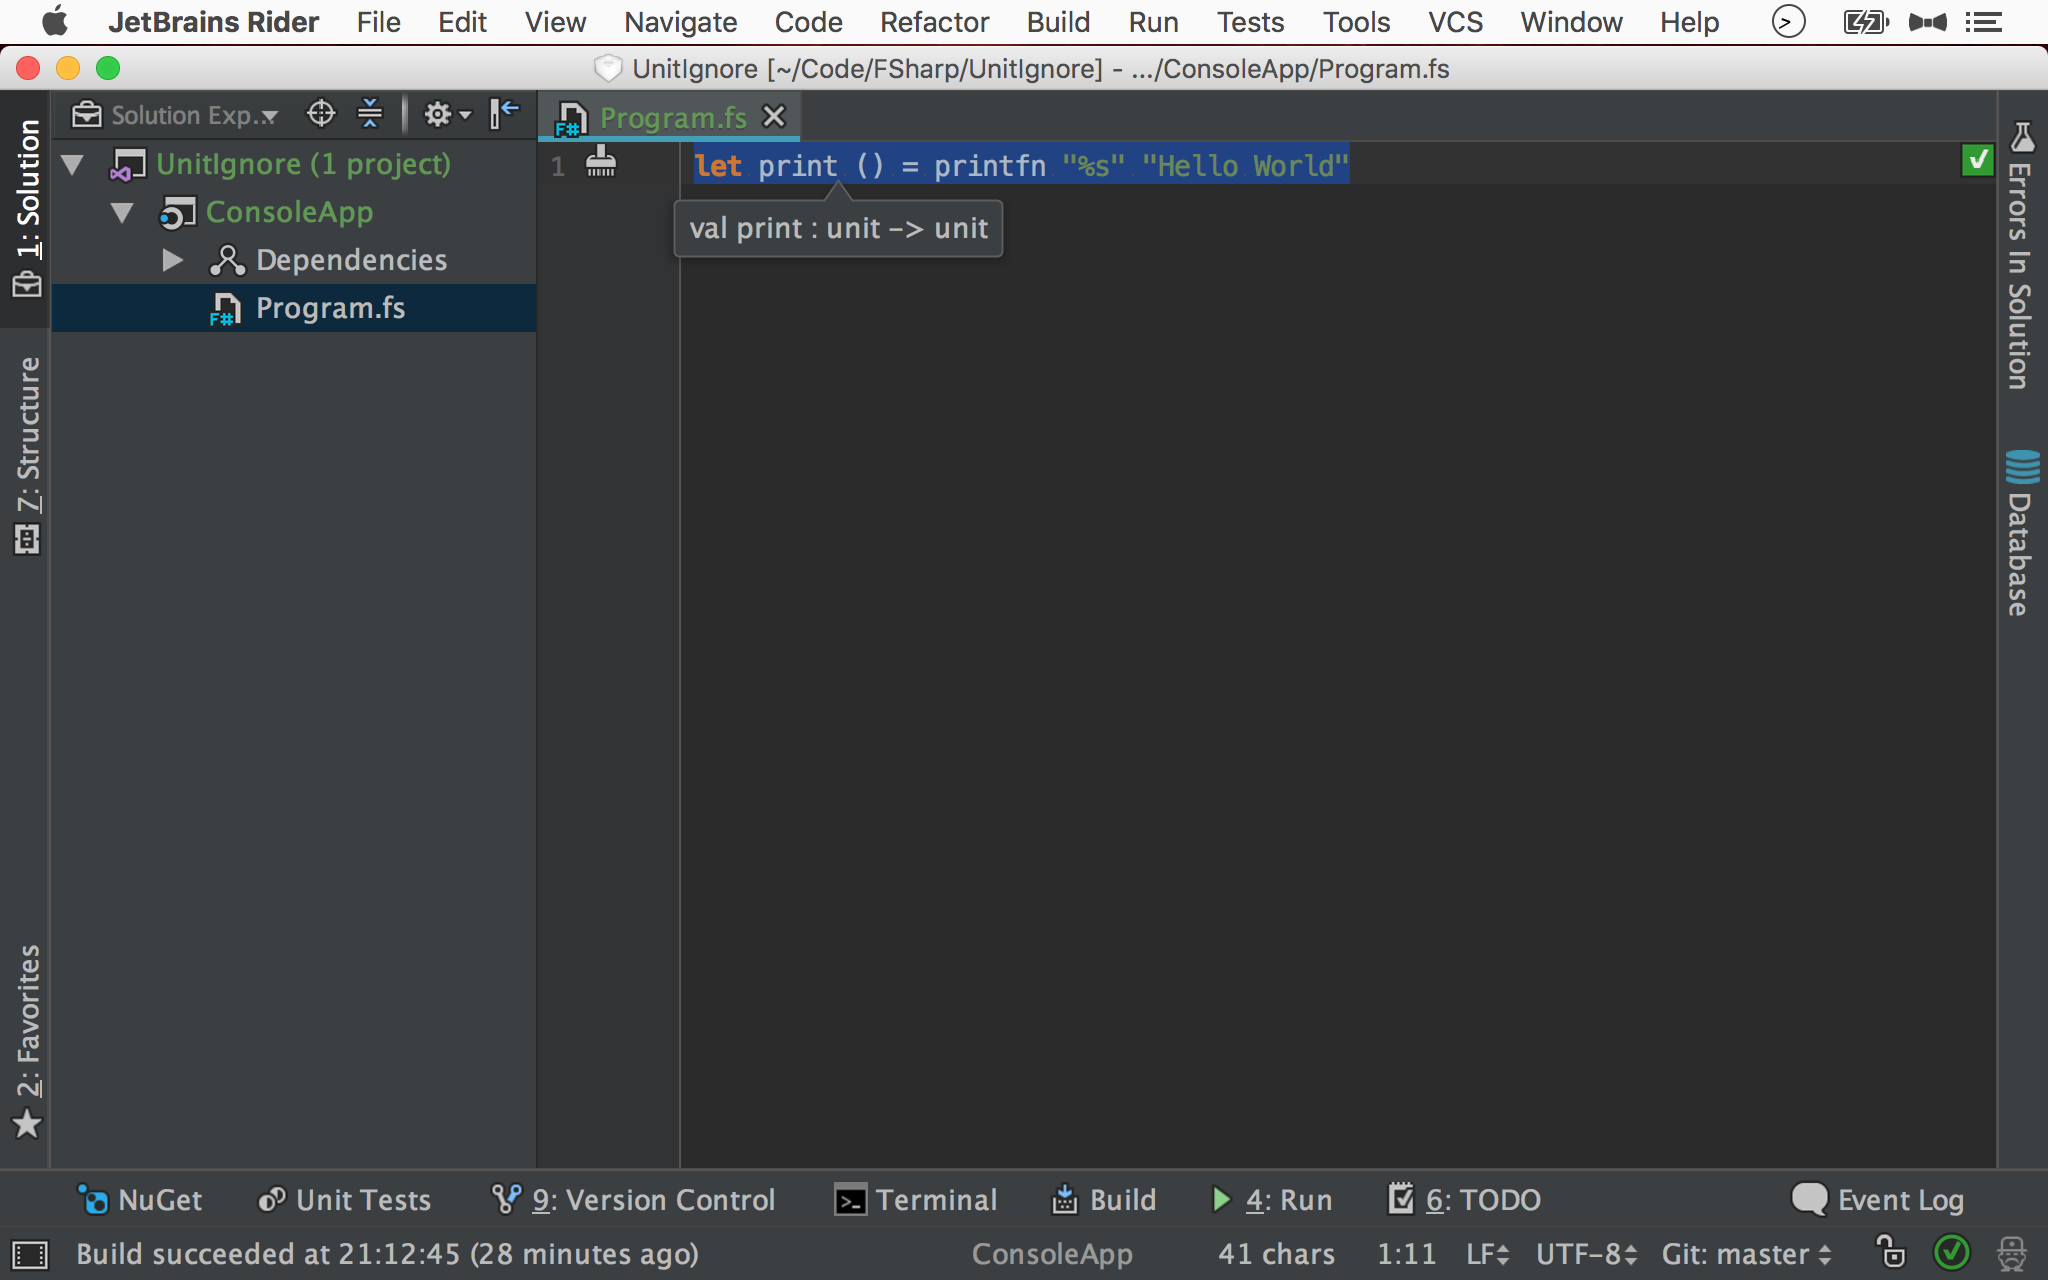 JetBrains Rider File Edit View Navigate Code Refactor Build Run Tests Tools VCS Window Help
UnitIgnore [~/Code/FSharp/UnitIgnore] - .../ConsoleApp/Program.fs
Solution Exp...
Program.fs
1: Solution
7: Structure
2: Favorites
UnitIgnore (1 project)
ConsoleApp
Dependencies
F# Program.fs
1 let print () = printfn "%s" "Hello World"
val print : unit -> unit
Errors In Solution
Database
NuGet Unit Tests 9: Version Control Terminal Build 4: Run 6: TODO Event Log
Build succeeded at 21:12:45 (28 minutes ago) ConsoleApp 41 chars 1:11 LF UTF-8 Git: master